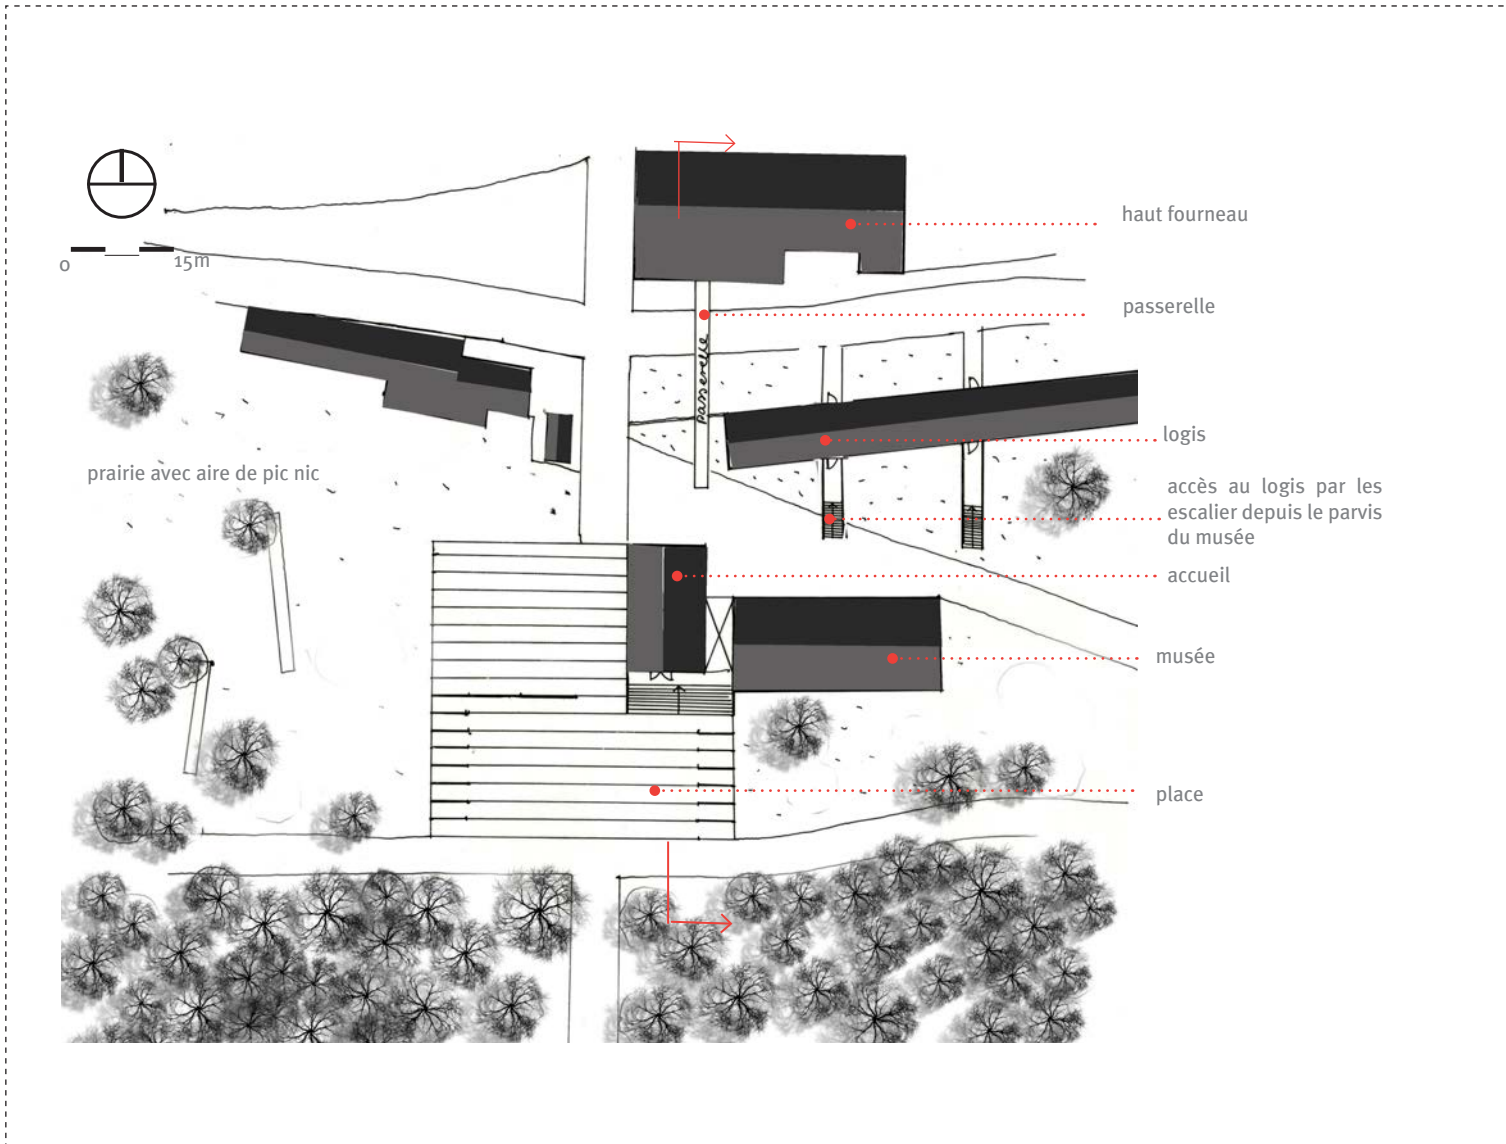 haut fourneau
0 15m
passerelle
passerelle
logis
prairie avec aire de pic nic
accès au logis par les
escalier depuis le parvis
du musée
accueil
musée
place